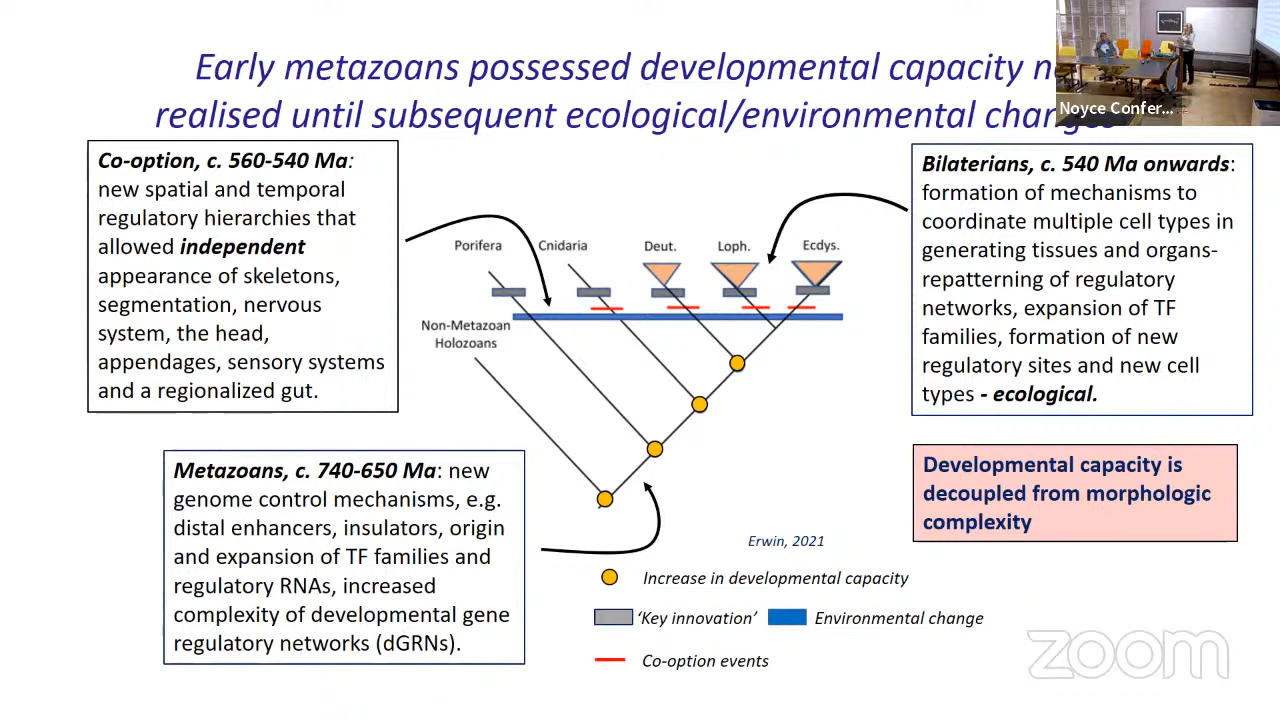 Early metazoans possessed developmental capacity
realised until subsequent ecological/environmental changes
Noyce Confer...
Co-option, c. 560-540 Ma:
new spatial and temporal
regulatory hierarchies that
allowed independent
appearance of skeletons,
segmentation, nervous
system, the head,
appendages, sensory systems
and a regionalized gut.
Bilaterians, c. 540 Ma onwards:
formation of mechanisms to
coordinate multiple cell types in
generating tissues and organs-
repatterning of regulatory
networks, expansion of TF
families, formation of new
regulatory sites and new cell
types - ecological.
Porifera
Cnidaria
Deut.
Loph.
Ecdys.
Non-Metazoan
Holozoans
Metazoans, c. 740-650 Ma: new
genome control mechanisms, e.g.
distal enhancers, insulators, origin
and expansion of TF families and
regulatory RNAs, increased
complexity of developmental gene
regulatory networks (dGRNs).
Developmental capacity is
decoupled from morphologic
complexity
Erwin, 2021
Increase in developmental capacity
'Key innovation'
Environmental change
Co-option events
zoom